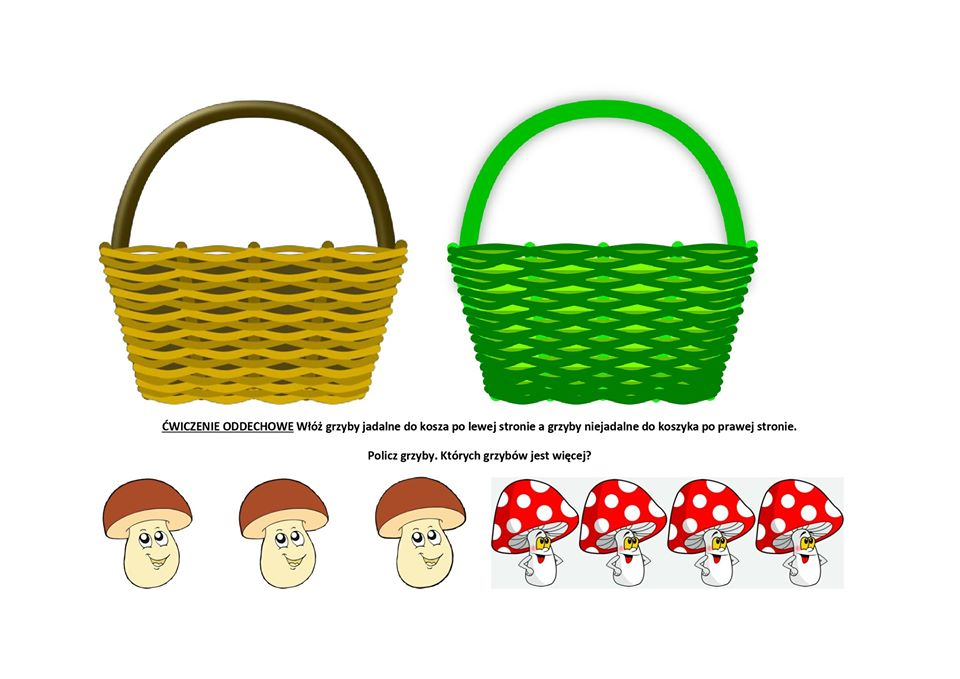 ĆWICZENIE ODDECHOWE Włóż grzyby jadalne do kosza po lewej stronie a grzyby niejadalne do koszyka po prawej stronie.
Policz grzyby. Których grzybów jest więcej?